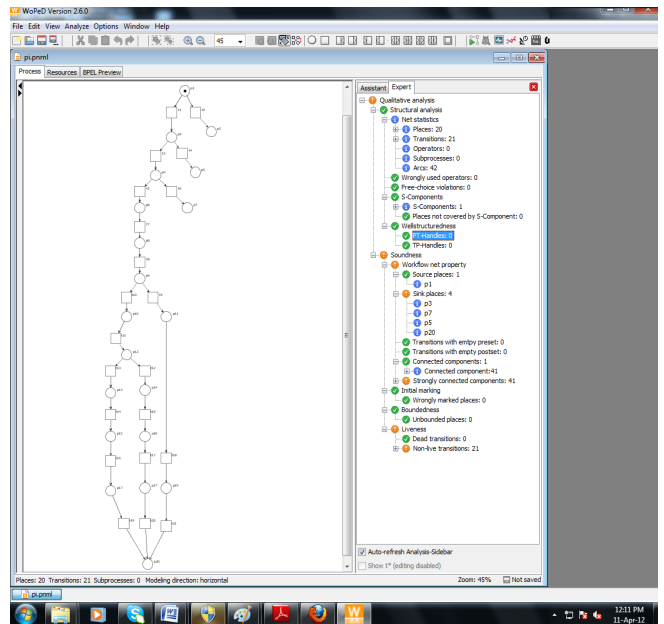 WoPeD Version 2.6.0
File Edit View Analyze Options Window Help
45
pi.pnml
Process Resources BPEL Preview
Assistant Expert
Qualitative analysis
Structural analysis
Net statistics
Places: 20
Transitions: 21
Operators: 0
Subprocesses: 0
Arcs: 42
Wrongly used operators: 0
Free-choice violations: 0
S-Components
S-Components: 1
Places not covered by S-Component: 0
Wellstructuredness
PT-Handles: 0
TP-Handles: 0
Soundness
Workflow net property
Source places: 1
p1
Sink places: 4
p3
p7
p5
p20
Transitions with emtpy preset: 0
Transitions with empty postset: 0
Connected components: 1
Connected component:41
Strongly connected components: 41
Initial marking
Wrongly marked places: 0
Boundedness
Unbounded places: 0
Liveness
Dead transitions: 0
Non-live transitions: 21
Auto-refresh Analysis-Sidebar
Show t* (editing disabled)
Places: 20 Transitions: 21 Subprocesses: 0 Modeling direction: horizontal
Zoom: 45% Not saved
pi.pnml
12:11 PM
11-Apr-12